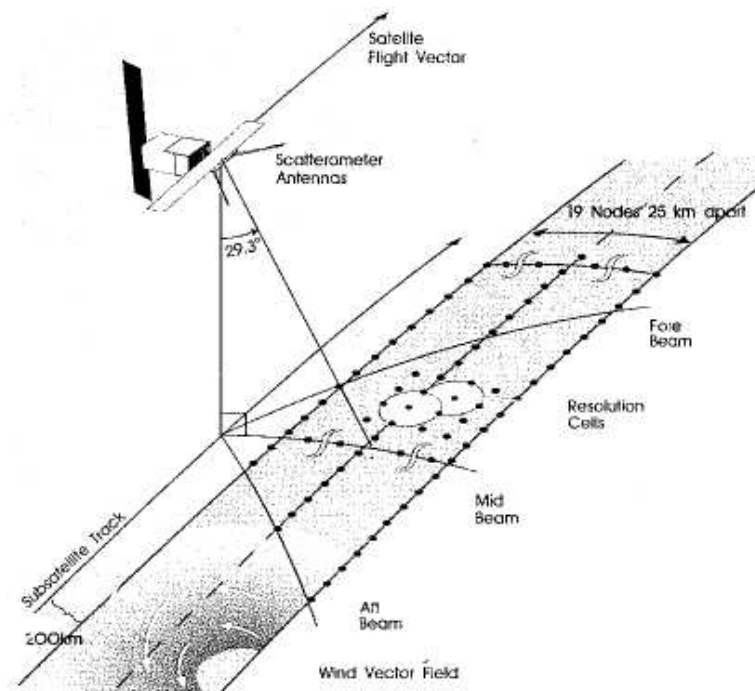 Satellite
Flight Vector
Scatterometer
Antennas
29.3°
19 Nodes 25 km apart
Fore
Beam
Resolution
Cells
Mid
Beam
Subsatellite Track
200km
Aft
Beam
Wind Vector Field